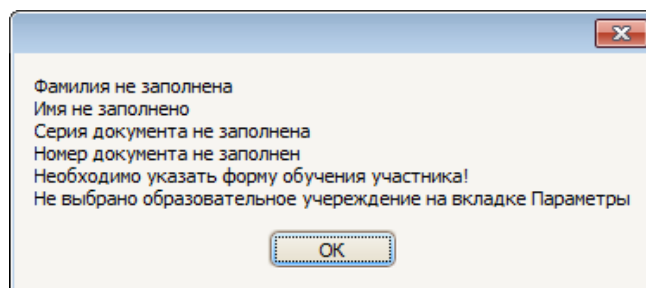 Фамилия не заполнена
Имя не заполнено
Серия документа не заполнена
Номер документа не заполнен
Необходимо указать форму обучения участника!
Не выбрано образовательное учереждение на вкладке Параметры
ОК